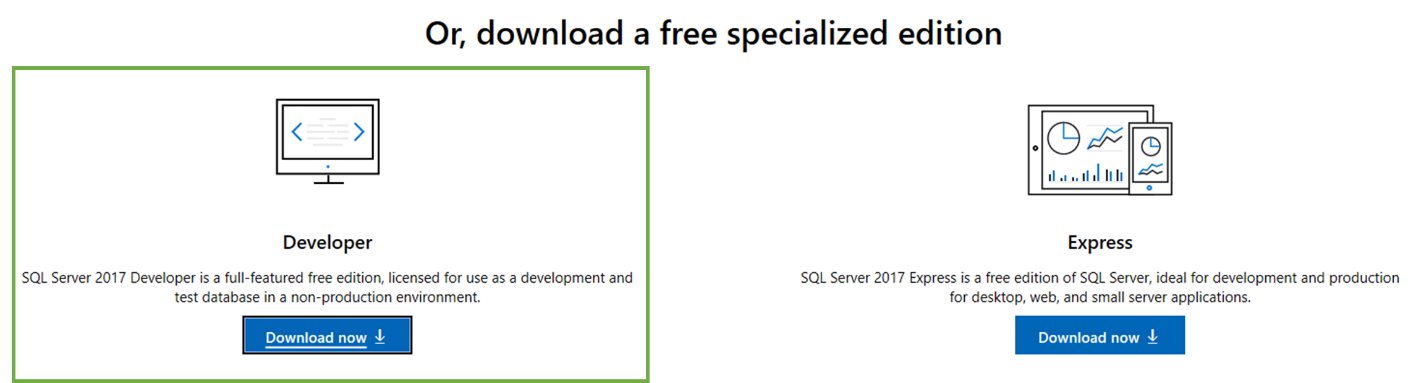 Or, download a free specialized edition
Developer
SQL Server 2017 Developer is a full-featured free edition, licensed for use as a development and
test database in a non-production environment.
Download now
Express
SQL Server 2017 Express is a free edition of SQL Server, ideal for development and production
for desktop, web, and small server applications.
Download now